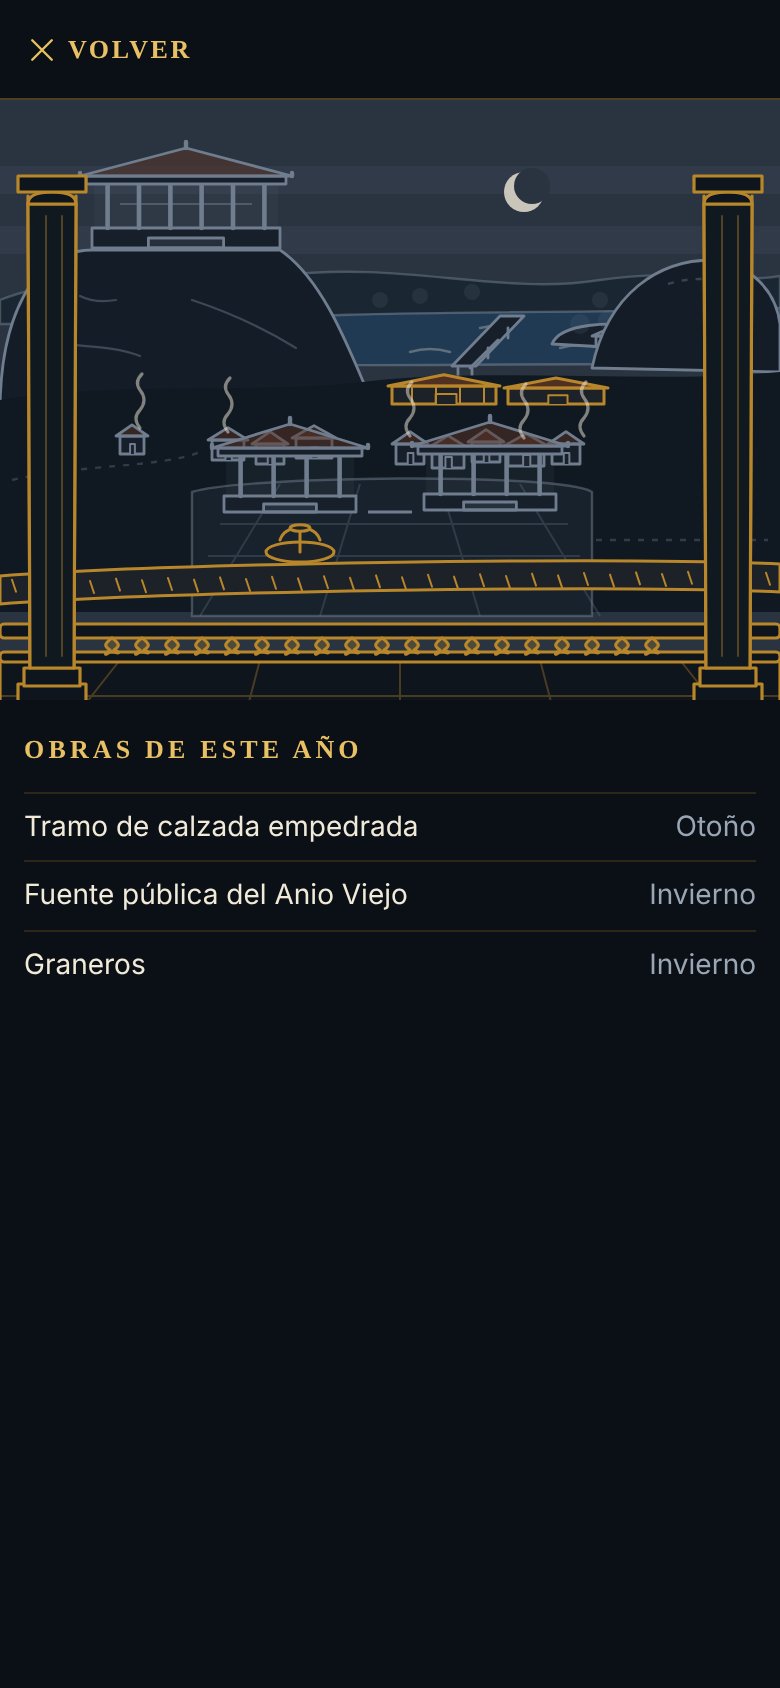 VOLVER
OBRAS DE ESTE AÑO
Tramo de calzada empedrada Otoño
Fuente pública del Anio Viejo Invierno
Graneros Invierno